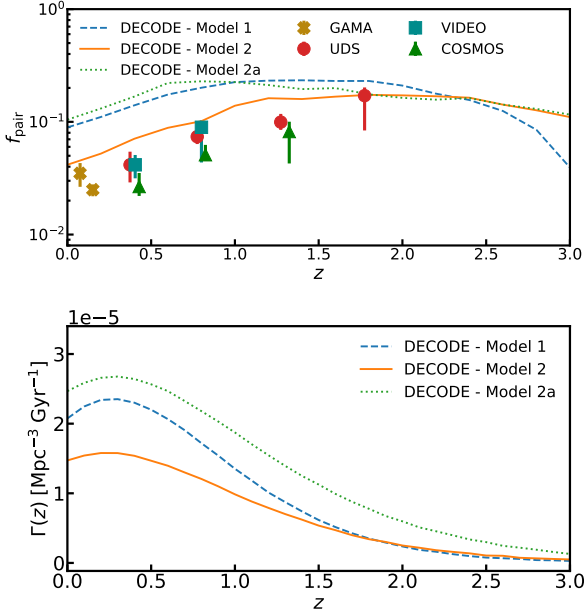 10⁰
DECODE - Model 1
DECODE - Model 2
DECODE - Model 2a
GAMA
UDS
VIDEO
COSMOS
f_pair
10⁻¹
10⁻²
0.0 0.5 1.0 1.5 2.0 2.5 3.0
z
1e−5
DECODE - Model 1
DECODE - Model 2
DECODE - Model 2a
Γ(z) [Mpc⁻³ Gyr⁻¹]
3
2
1
0
0.0 0.5 1.0 1.5 2.0 2.5 3.0
z